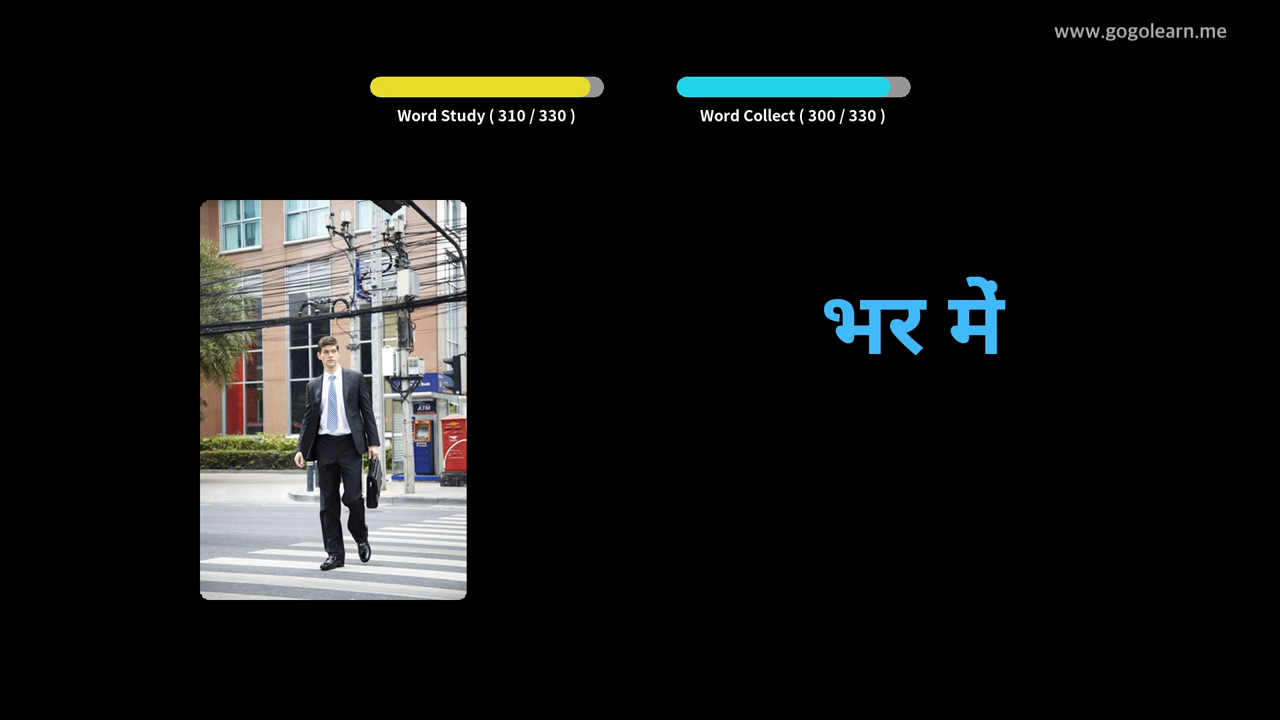 www.gogolearn.me
Word Study ( 310 / 330 )
Word Collect ( 300 / 330 )
भर में
ATM